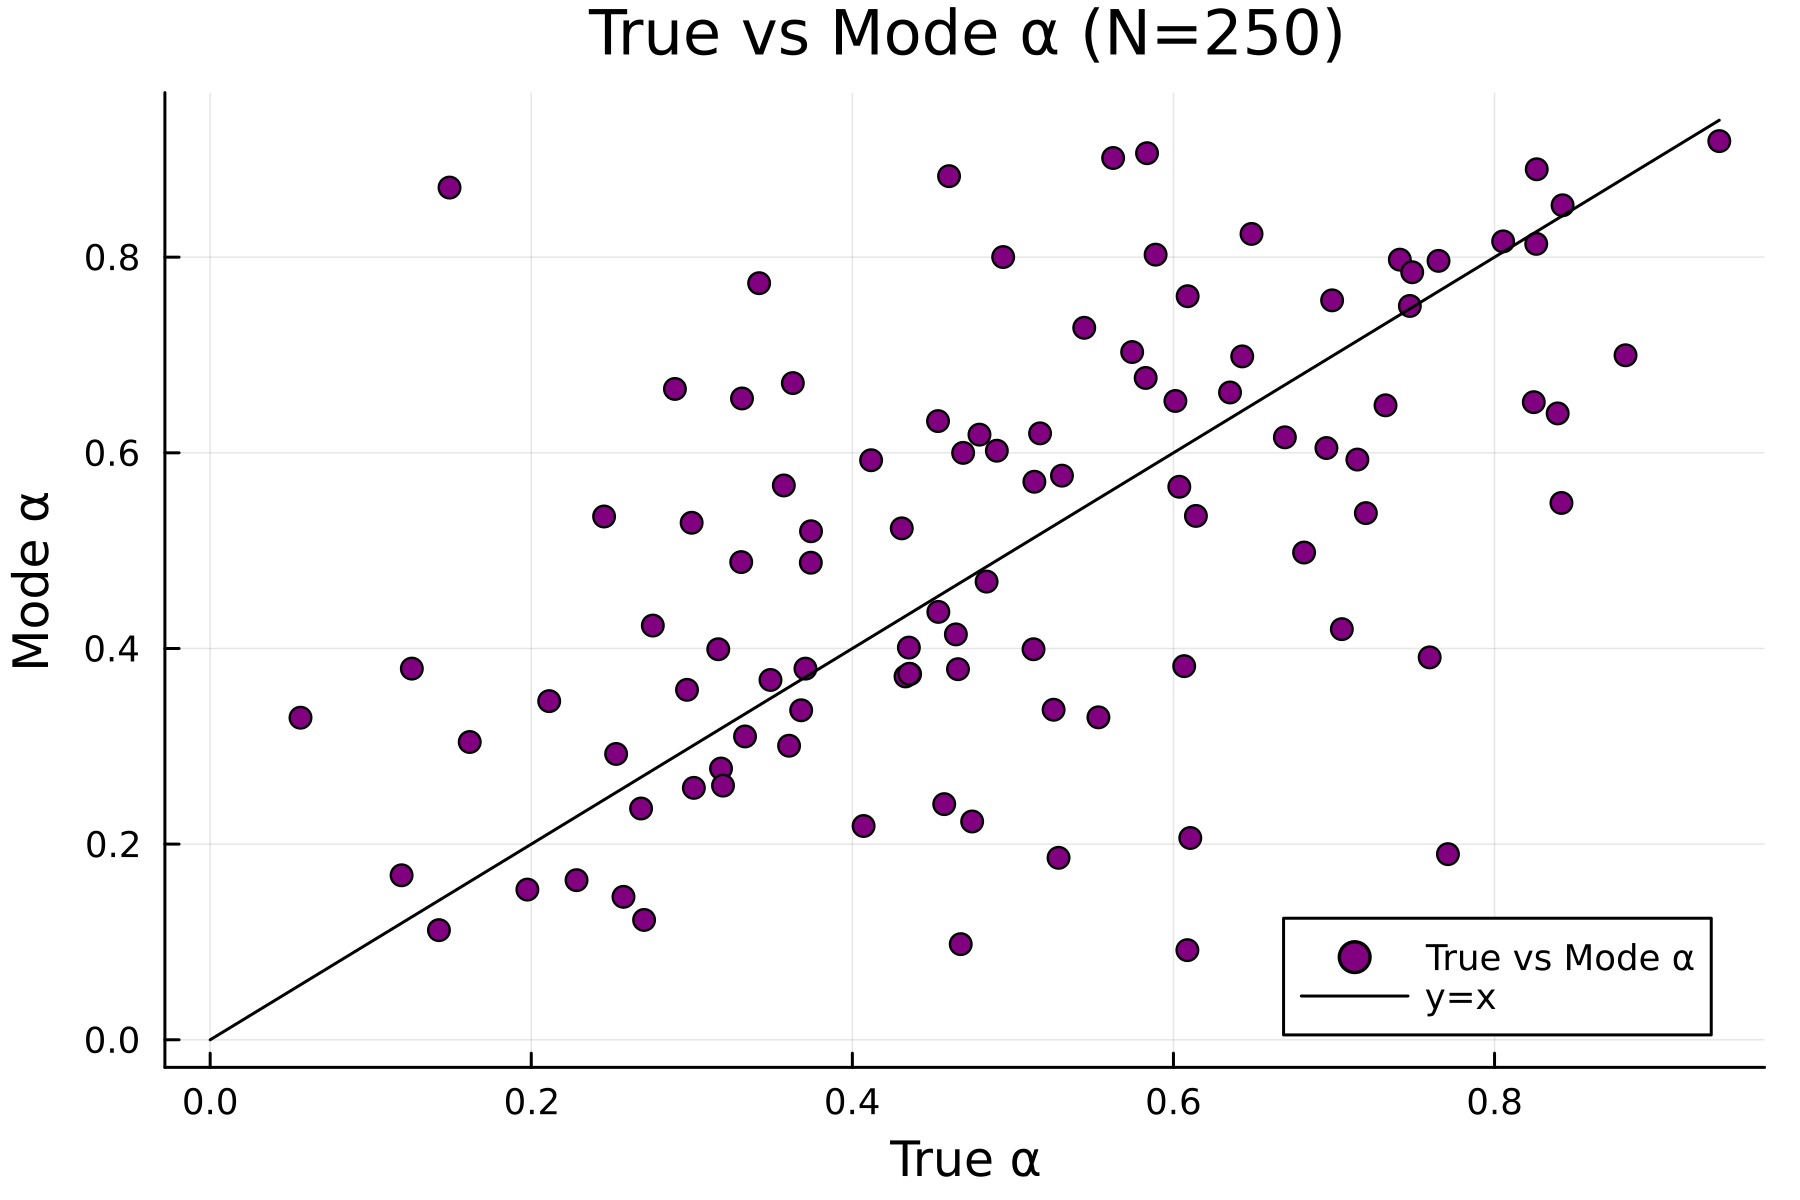 True vs Mode α (N=250)
Mode α
0.8
0.6
0.4
0.2
0.0
0.0 0.2 0.4 0.6 0.8
True α
True vs Mode α
y=x